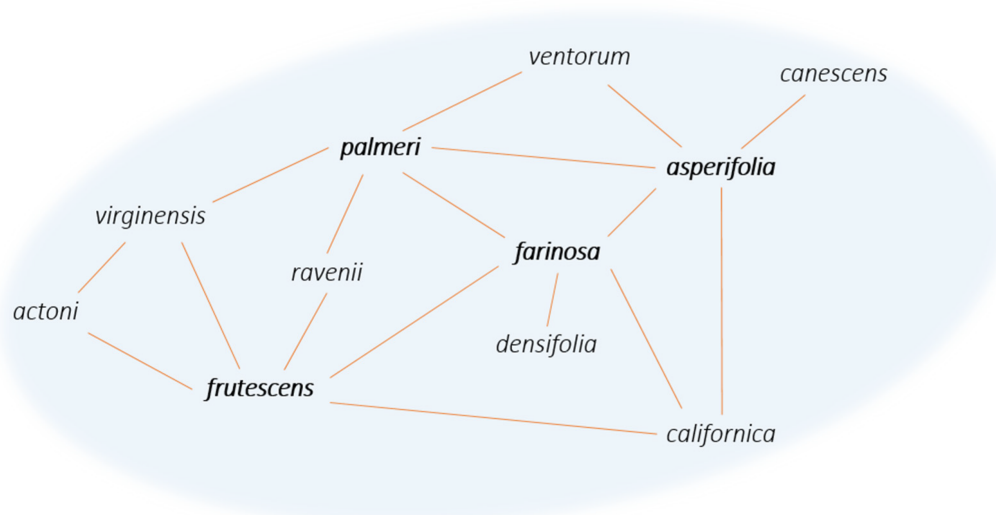 ventorum
canescens
palmeri
asperifolia
virginensis
farinosa
ravenii
actoni
densifolia
frutescens
californica